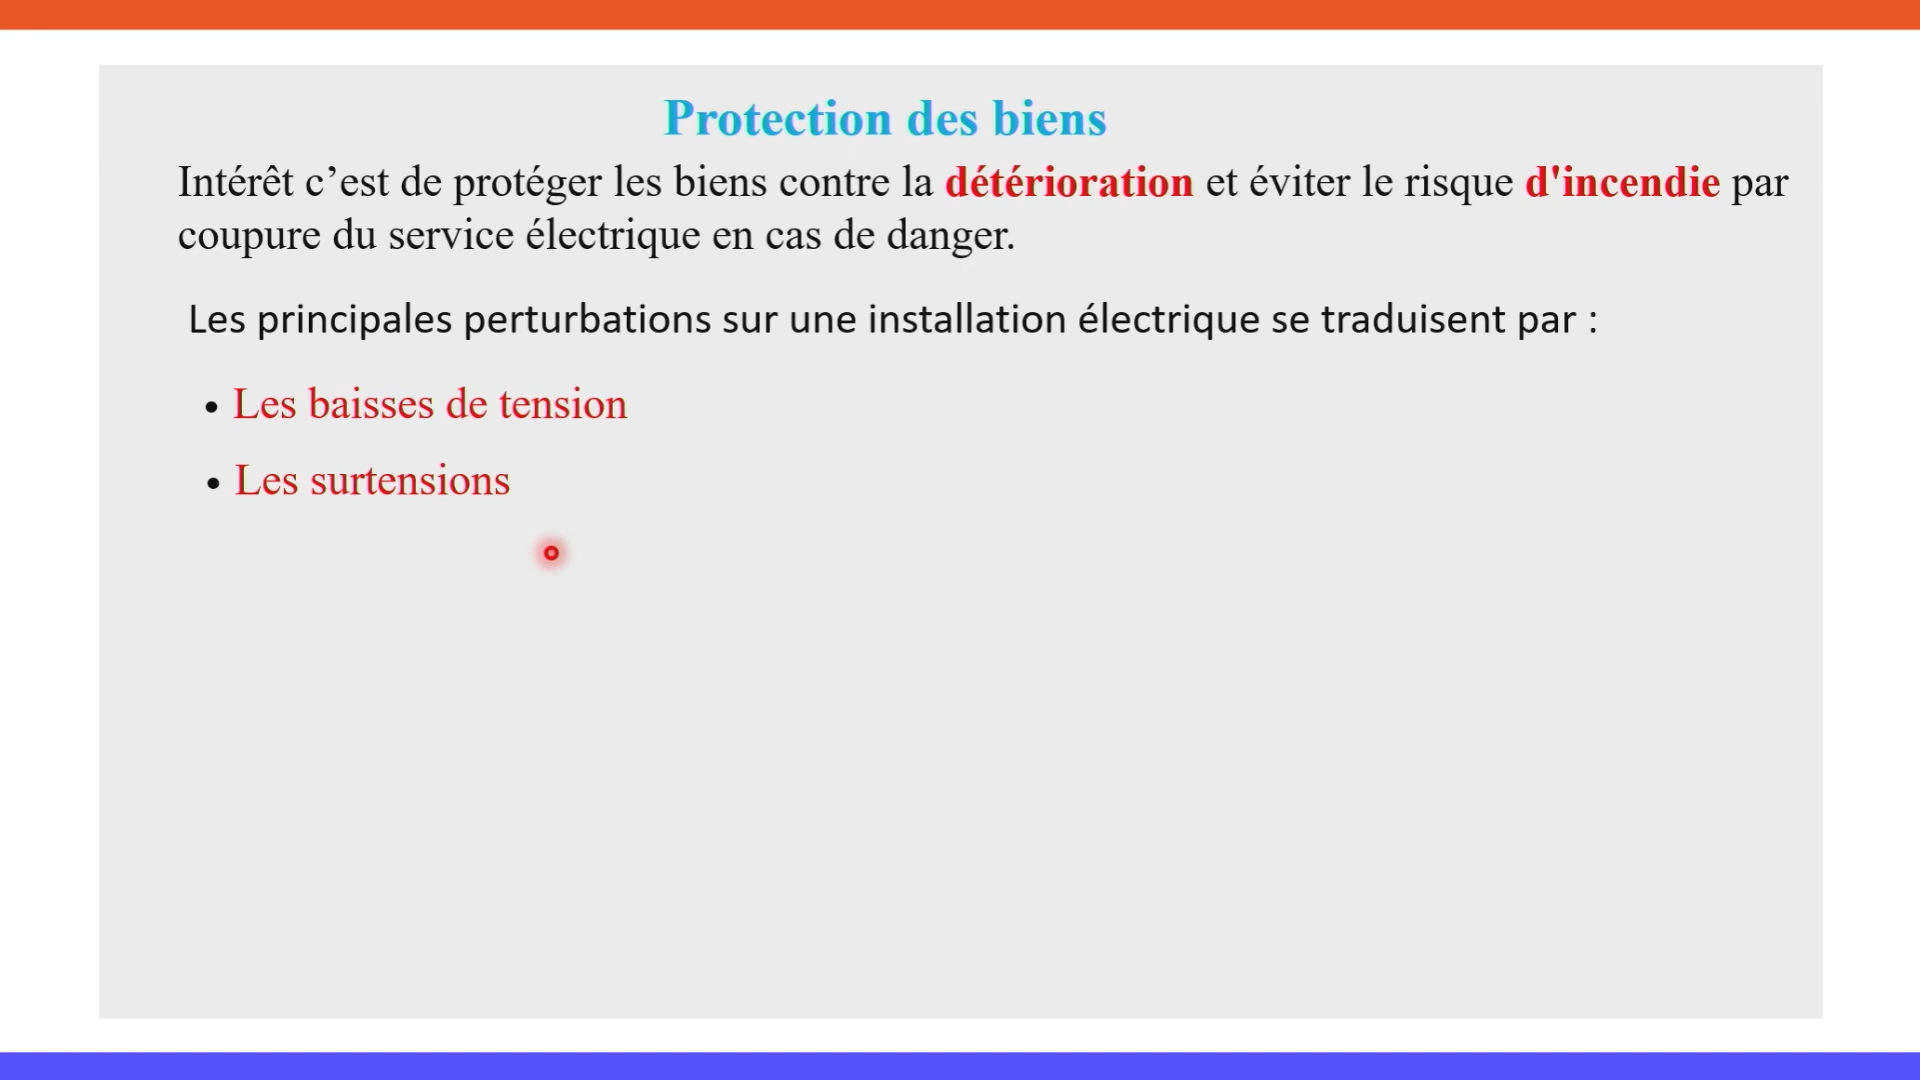 Protection des biens
Intérêt c’est de protéger les biens contre la détérioration et éviter le risque d'incendie par
coupure du service électrique en cas de danger.
Les principales perturbations sur une installation électrique se traduisent par :
• Les baisses de tension
• Les surtensions